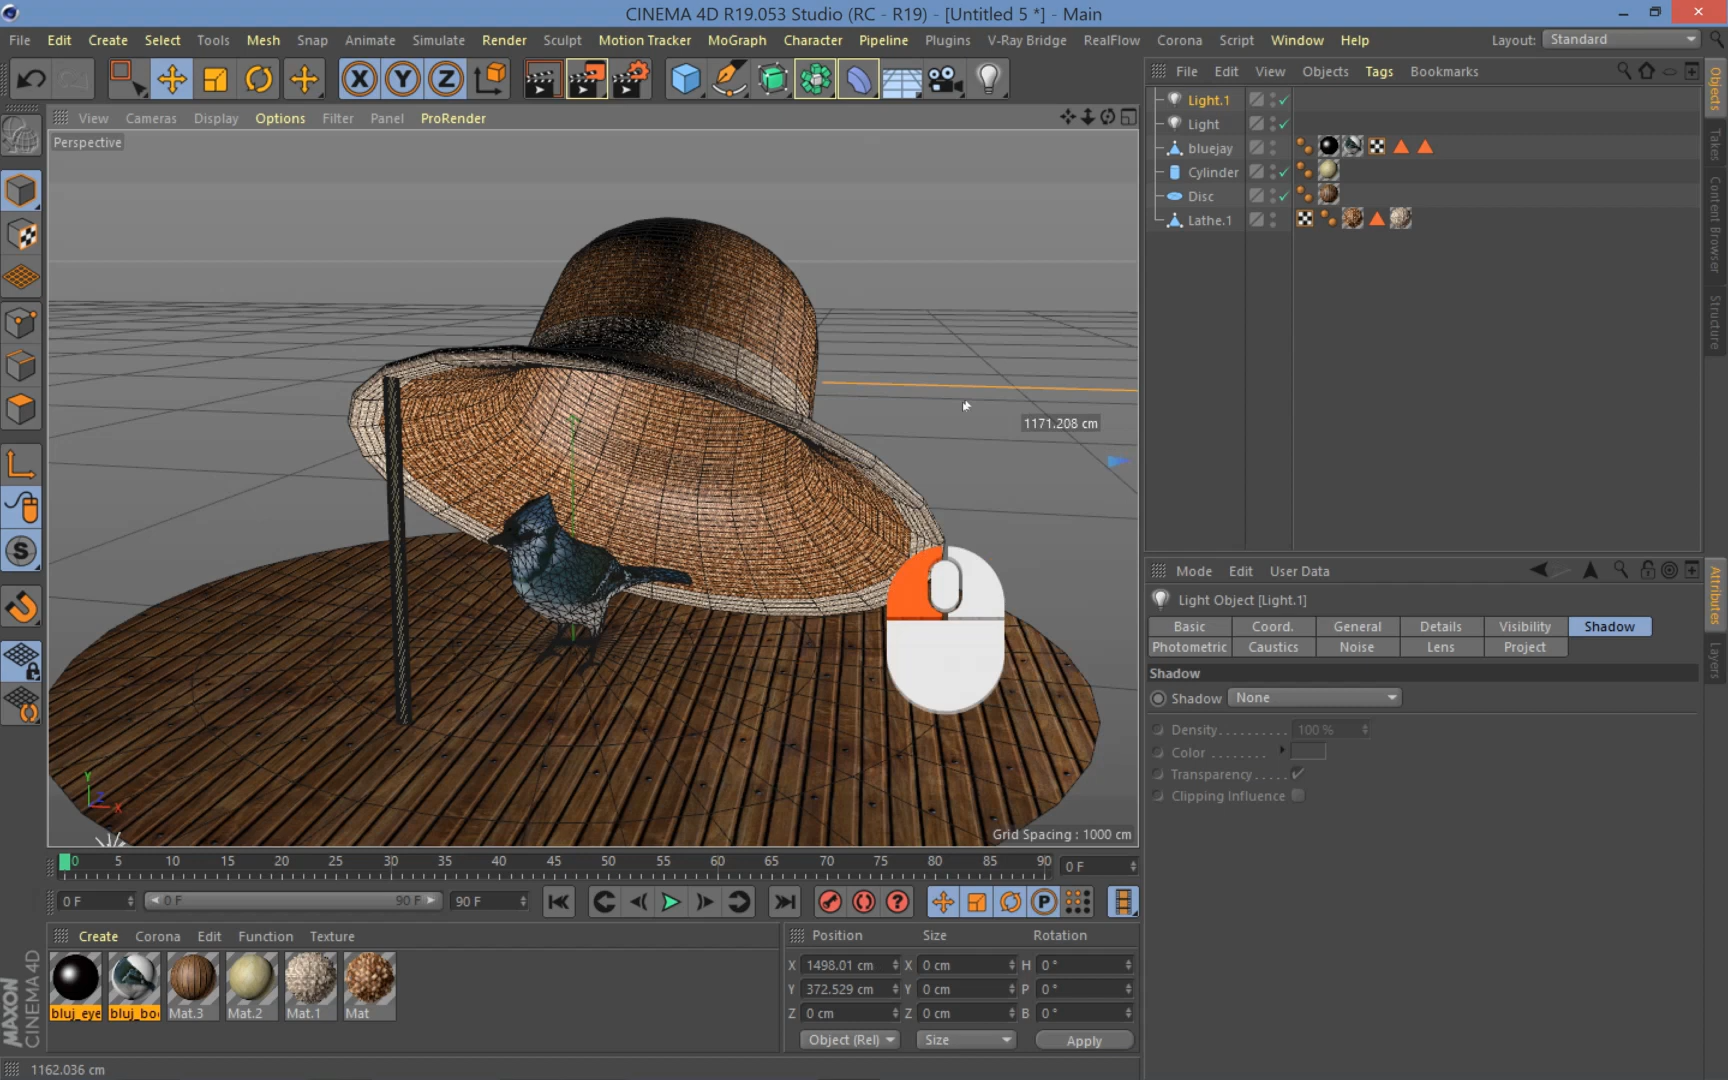 CINEMA 4D R19.053 Studio (RC - R19) - [Untitled 5 *] - Main
File Edit Create Select Tools Mesh Snap Animate Simulate Render Sculpt Motion Tracker MoGraph Character Pipeline Plugins V-Ray Bridge RealFlow Corona Script Window Help Layout: Standard
X Y Z
File Edit View Objects Tags Bookmarks
View Cameras Display Options Filter Panel ProRender
Perspective
Light.1
Light
bluejay
Cylinder
Disc
Lathe.1
Objects
Takes
Content Browser
Structure
1171.208 cm
S
Mode Edit User Data
Light Object [Light.1]
Basic Coord. General Details Visibility Shadow
Photometric Caustics Noise Lens Project
Shadow
Shadow None
Density. . . . . . . . . . 100 %
Color . . . . . . . .
Transparency . . . . .
Clipping Influence
Attributes
Layers
Y
Z
X
Grid Spacing : 1000 cm
0 5 10 15 20 25 30 35 40 45 50 55 60 65 70 75 80 85 90 0 F
0 F 0 F 90 F 90 F ? P
Create Corona Edit Function Texture
bluj_eye bluj_bo Mat.3 Mat.2 Mat.1 Mat
Position Size Rotation
X 1498.01 cm X 0 cm H 0 °
Y 372.529 cm Y 0 cm P 0 °
Z 0 cm Z 0 cm B 0 °
Object (Rel) Size Apply
MAXON
CINEMA 4D
1162.036 cm